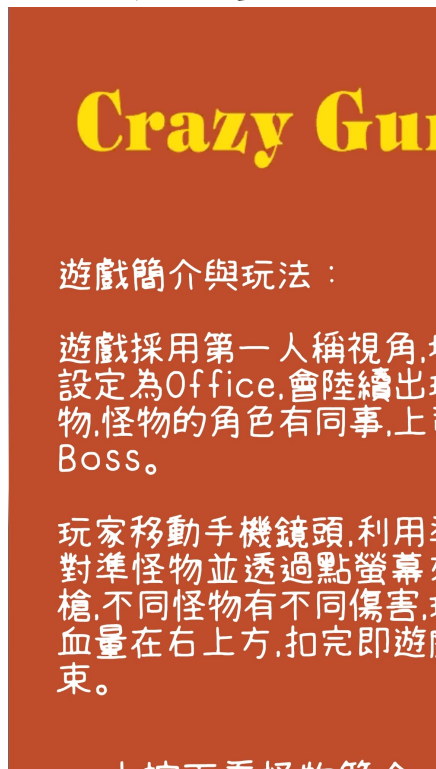 Crazy Gu
遊戲簡介與玩法：
遊戲採用第一人稱視角,
設定為Office,會陸續出
物,怪物的角色有同事,上
Boss。
玩家移動手機鏡頭,利用
對準怪物並透過點螢幕
槍,不同怪物有不同傷害,
血量在右上方,扣完即遊
束。